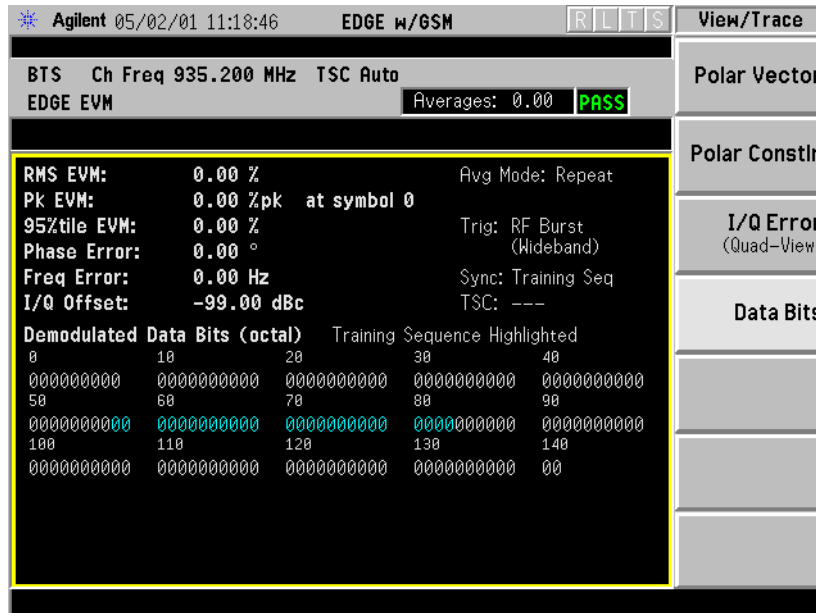 Agilent 05/02/01 11:18:46 EDGE w/GSM R L T S
BTS Ch Freq 935.200 MHz TSC Auto
EDGE EVM Averages: 0.00 PASS
RMS EVM: 0.00 % Avg Mode: Repeat
Pk EVM: 0.00 %pk at symbol 0
95%tile EVM: 0.00 % Trig: RF Burst
Phase Error: 0.00 ° (Wideband)
Freq Error: 0.00 Hz Sync: Training Seq
I/Q Offset: -99.00 dBc TSC: ---
Demodulated Data Bits (octal) Training Sequence Highlighted
0 10 20 30 40
000000000 0000000000 0000000000 0000000000 0000000000
50 60 70 80 90
0000000000 0000000000 0000000000 0000000000 0000000000
100 110 120 130 140
0000000000 0000000000 0000000000 0000000000 00
View/Trace
Polar Vector
Polar Constln
I/Q Error
(Quad-View
Data Bits